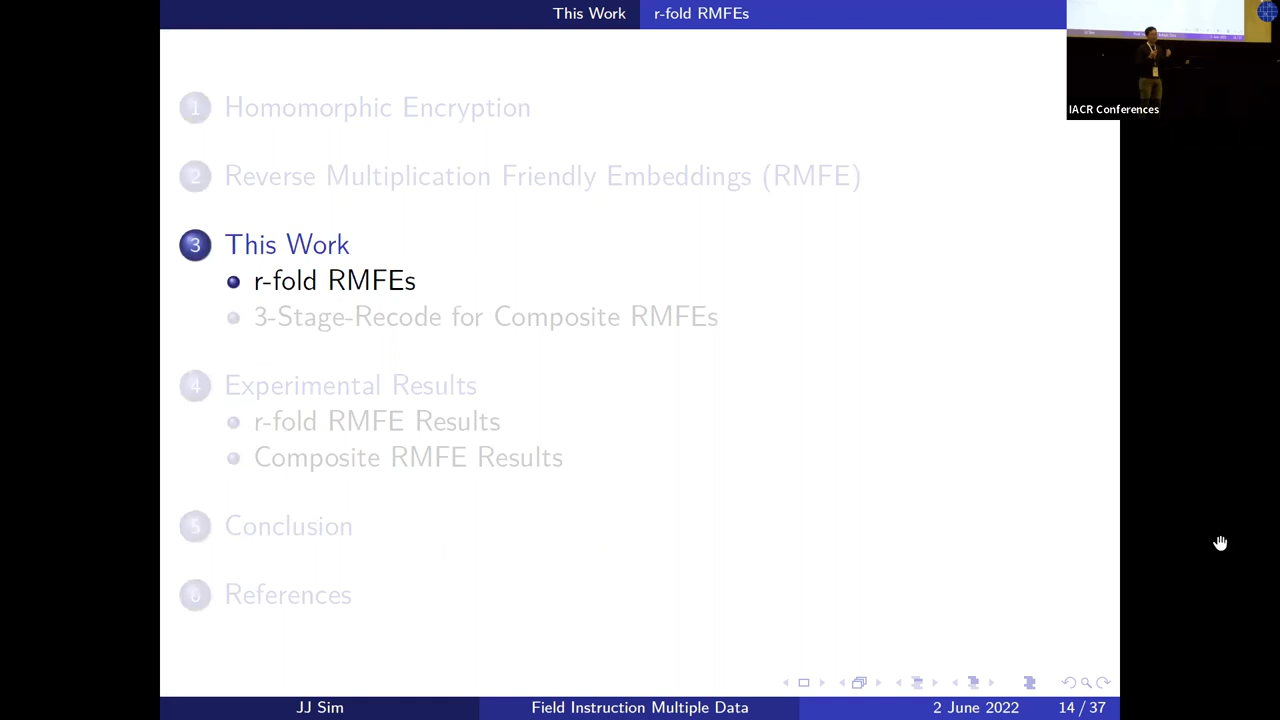 This Work r-fold RMFEs
IACR Conferences
1 Homomorphic Encryption
2 Reverse Multiplication Friendly Embeddings (RMFE)
3 This Work
r-fold RMFEs
3-Stage-Recode for Composite RMFEs
4 Experimental Results
r-fold RMFE Results
Composite RMFE Results
5 Conclusion
6 References
JJ Sim Field Instruction Multiple Data 2 June 2022 14 / 37